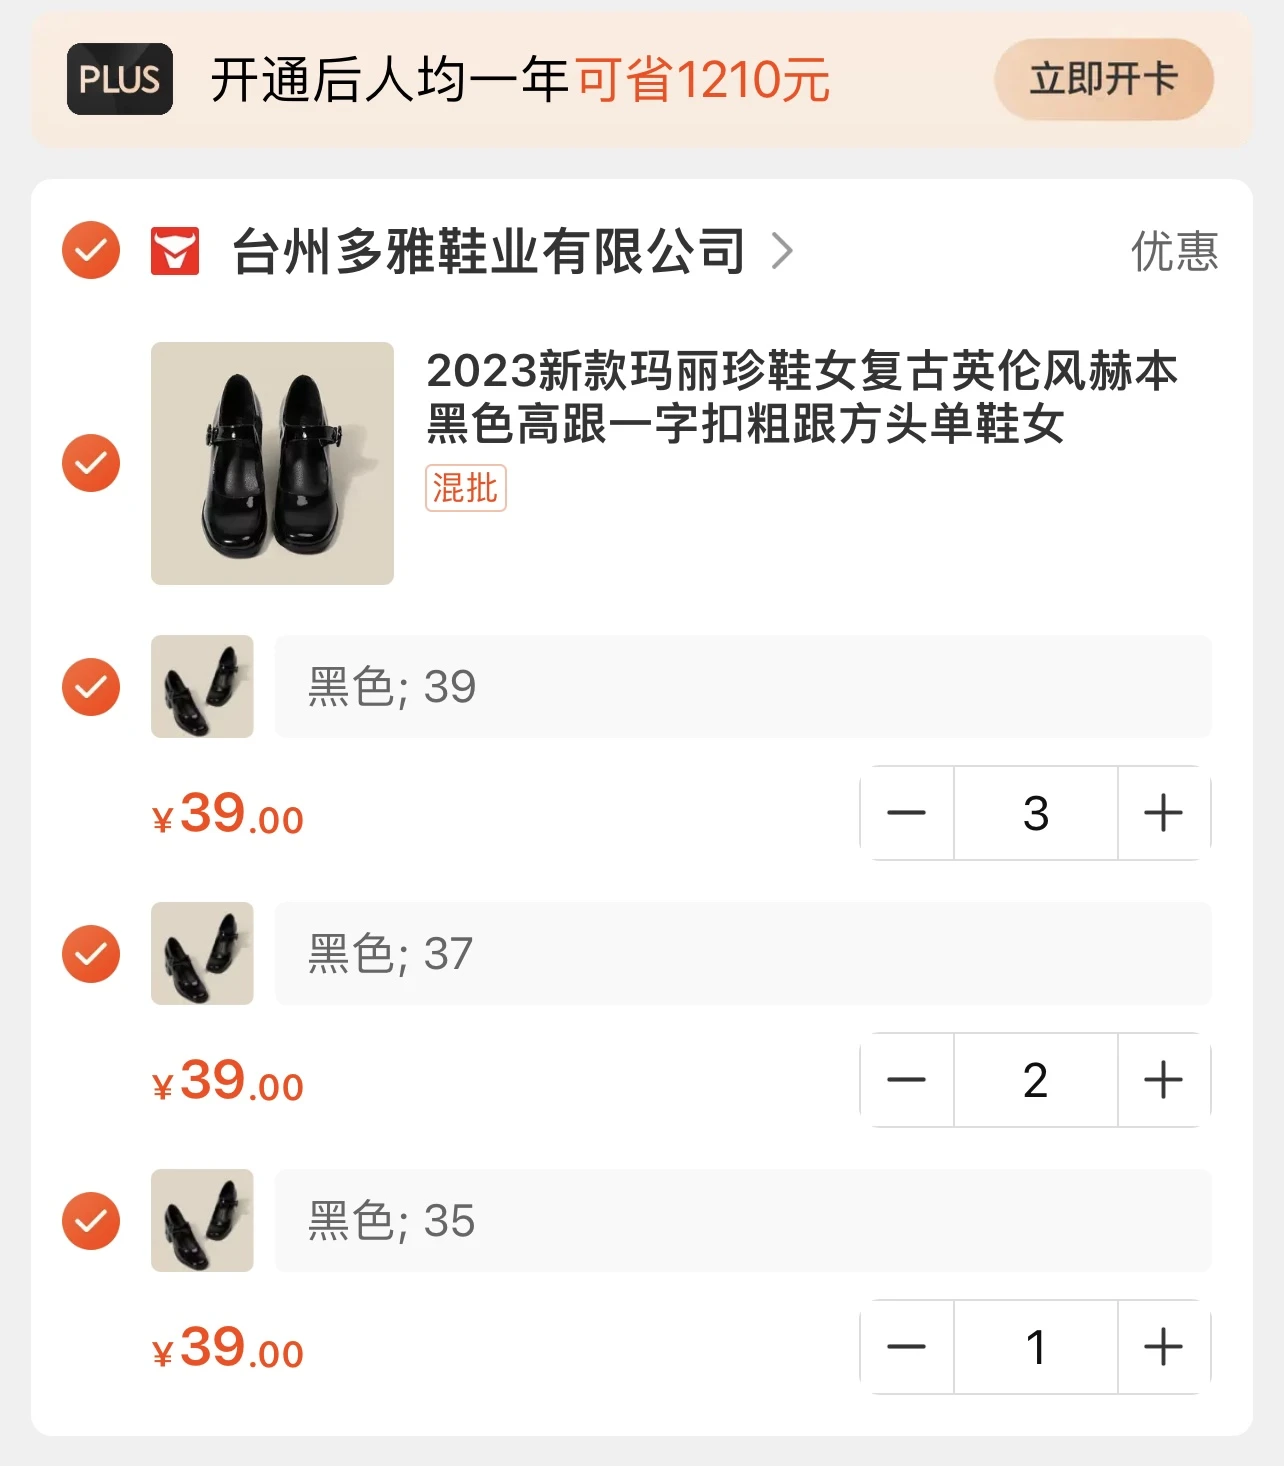 PLUS 开通后人均一年可省1210元 立即开卡
台州多雅鞋业有限公司 优惠
2023新款玛丽珍鞋女复古英伦风赫本
黑色高跟一字扣粗跟方头单鞋女
混批
黑色; 39
¥39.00 3
黑色; 37
¥39.00 2
黑色; 35
¥39.00 1